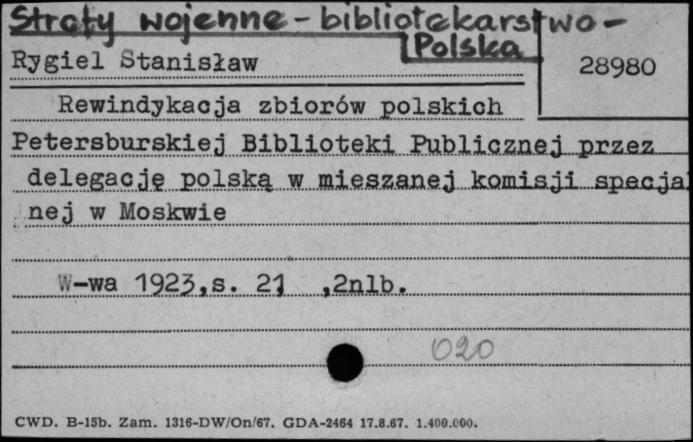 Straty wojenne - bibliotekarstwo -
Polska
Rygiel Stanisław
28980
Rewindykacja zbiorów polskich
Petersburskiej Biblioteki Publicznej przez
delegację polską w mieszanej komisji specja
nej w Moskwie
W-wa 1923,s. 21 ,2nlb.
020
CWD. B-15b. Zam. 1316-DW/On/67. GDA-2464 17.8.67. 1.400.000.